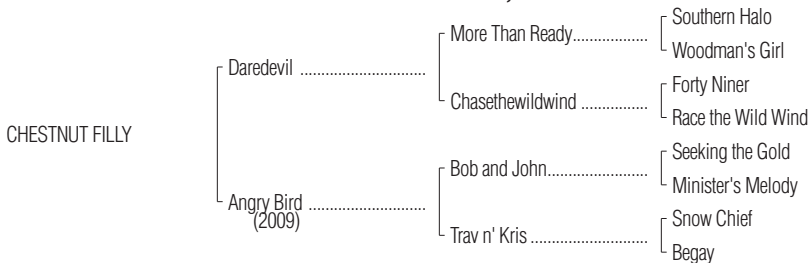 Southern Halo
More Than Ready.................
Woodman's Girl
Daredevil .............................
Forty Niner
Chasethewildwind ...............
Race the Wild Wind
CHESTNUT FILLY
Seeking the Gold
Bob and John.......................
Minister's Melody
Angry Bird ...........................
(2009)
Snow Chief
Trav n' Kris ...........................
Begay